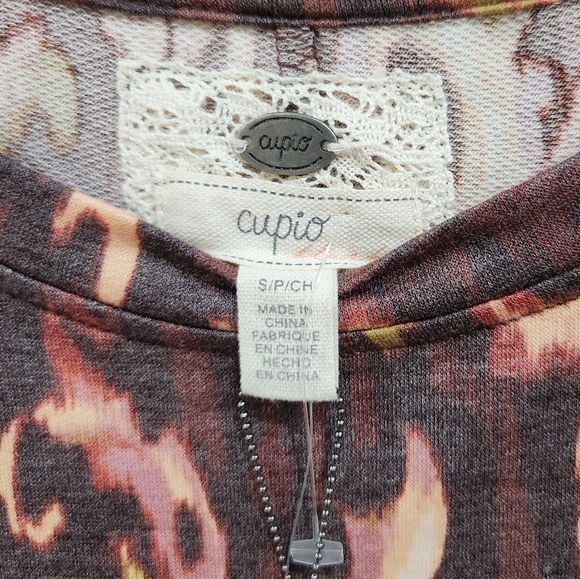 cupio
cupio
S/P/CH
MADE IN
CHINA
FABRIQUE
EN CHINE
HECHO
EN CHINA